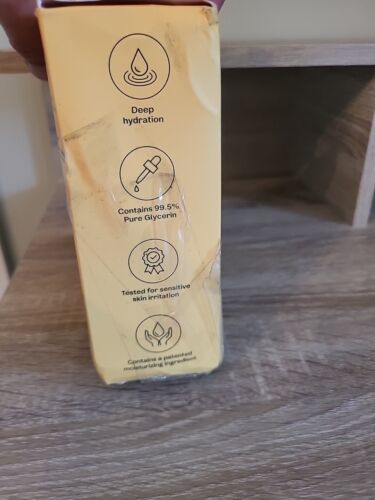 Deep
hydration
Contains 99.5%
Pure Glycerin
Tested for sensitive
skin irritation
Contains a patented
moisturizing ingredient